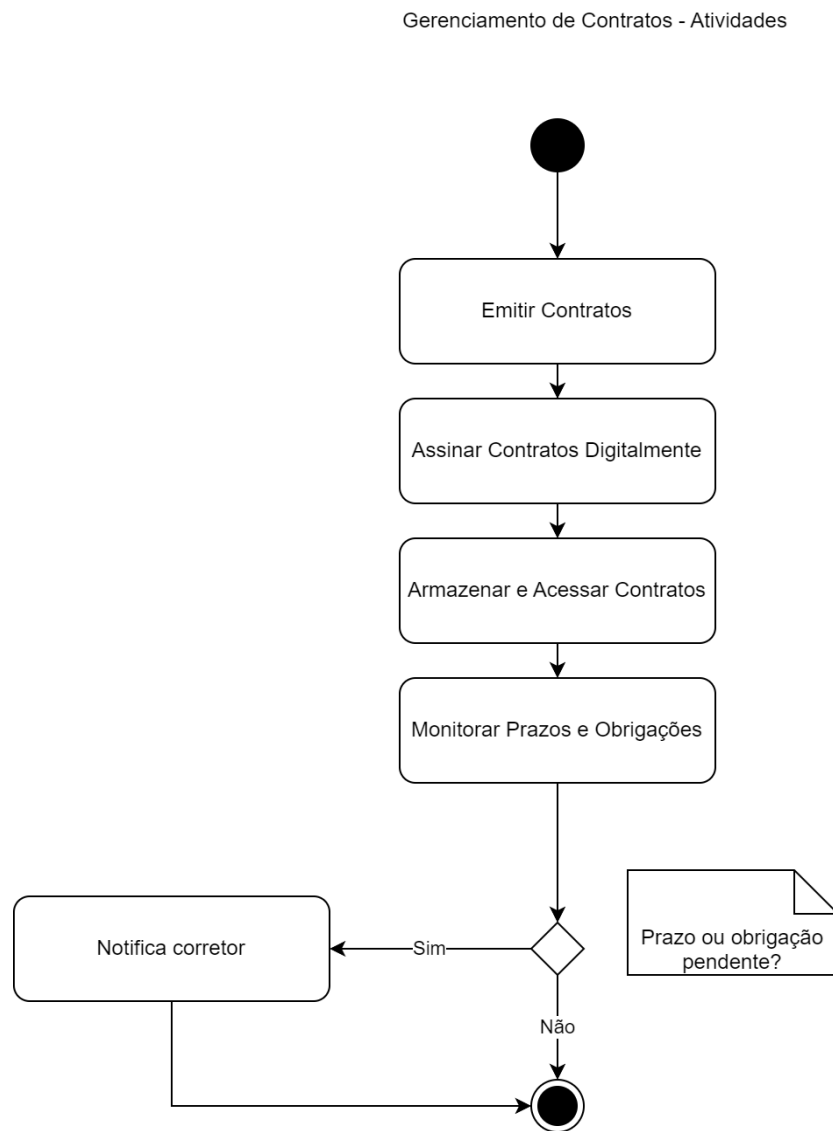 Gerenciamento de Contratos - Atividades
Emitir Contratos
Assinar Contratos Digitalmente
Armazenar e Acessar Contratos
Monitorar Prazos e Obrigações
Prazo ou obrigação
pendente?
Notifica corretor
Sim
Não